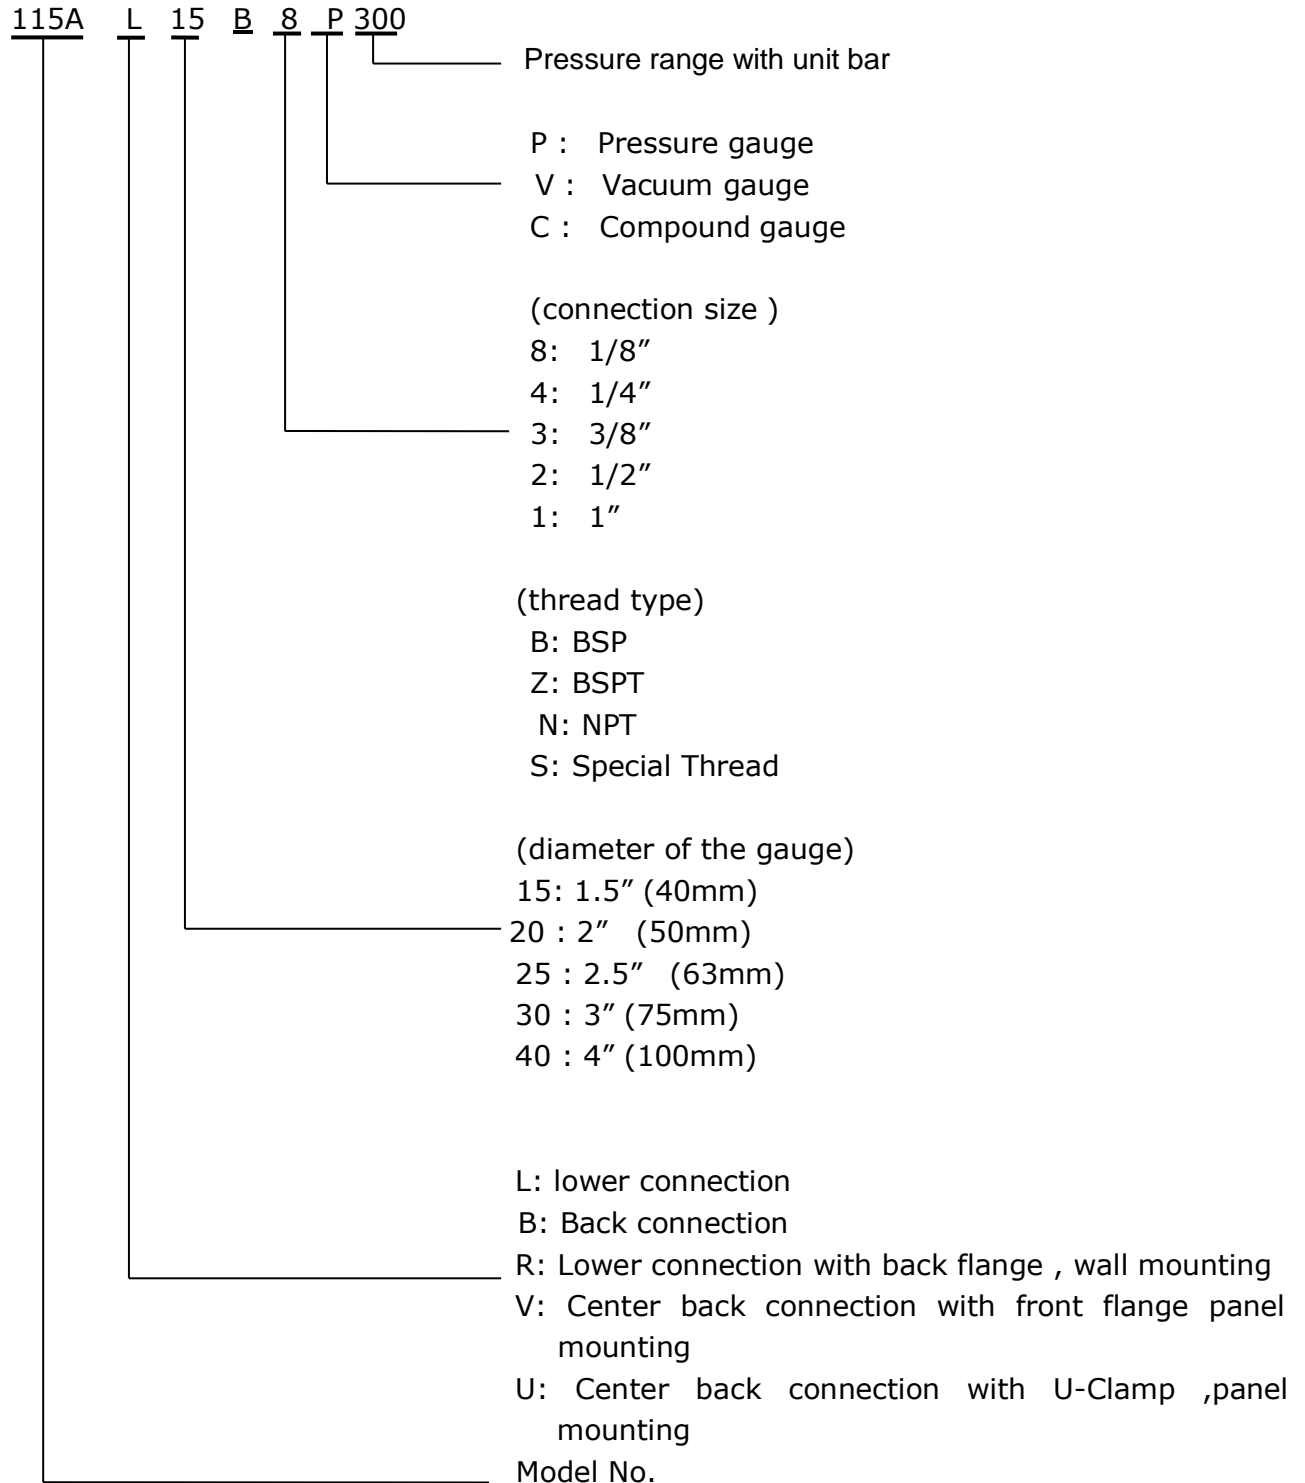 115A L 15 B 8 P 300
Pressure range with unit bar
P : Pressure gauge
V : Vacuum gauge
C : Compound gauge
(connection size )
8: 1/8″
4: 1/4″
3: 3/8″
2: 1/2″
1: 1″
(thread type)
B: BSP
Z: BSPT
N: NPT
S: Special Thread
(diameter of the gauge)
15: 1.5″ (40mm)
20 : 2″ (50mm)
25 : 2.5″ (63mm)
30 : 3″ (75mm)
40 : 4″ (100mm)
L: lower connection
B: Back connection
R: Lower connection with back flange , wall mounting
V: Center back connection with front flange panel
mounting
U: Center back connection with U-Clamp ,panel
mounting
Model No.